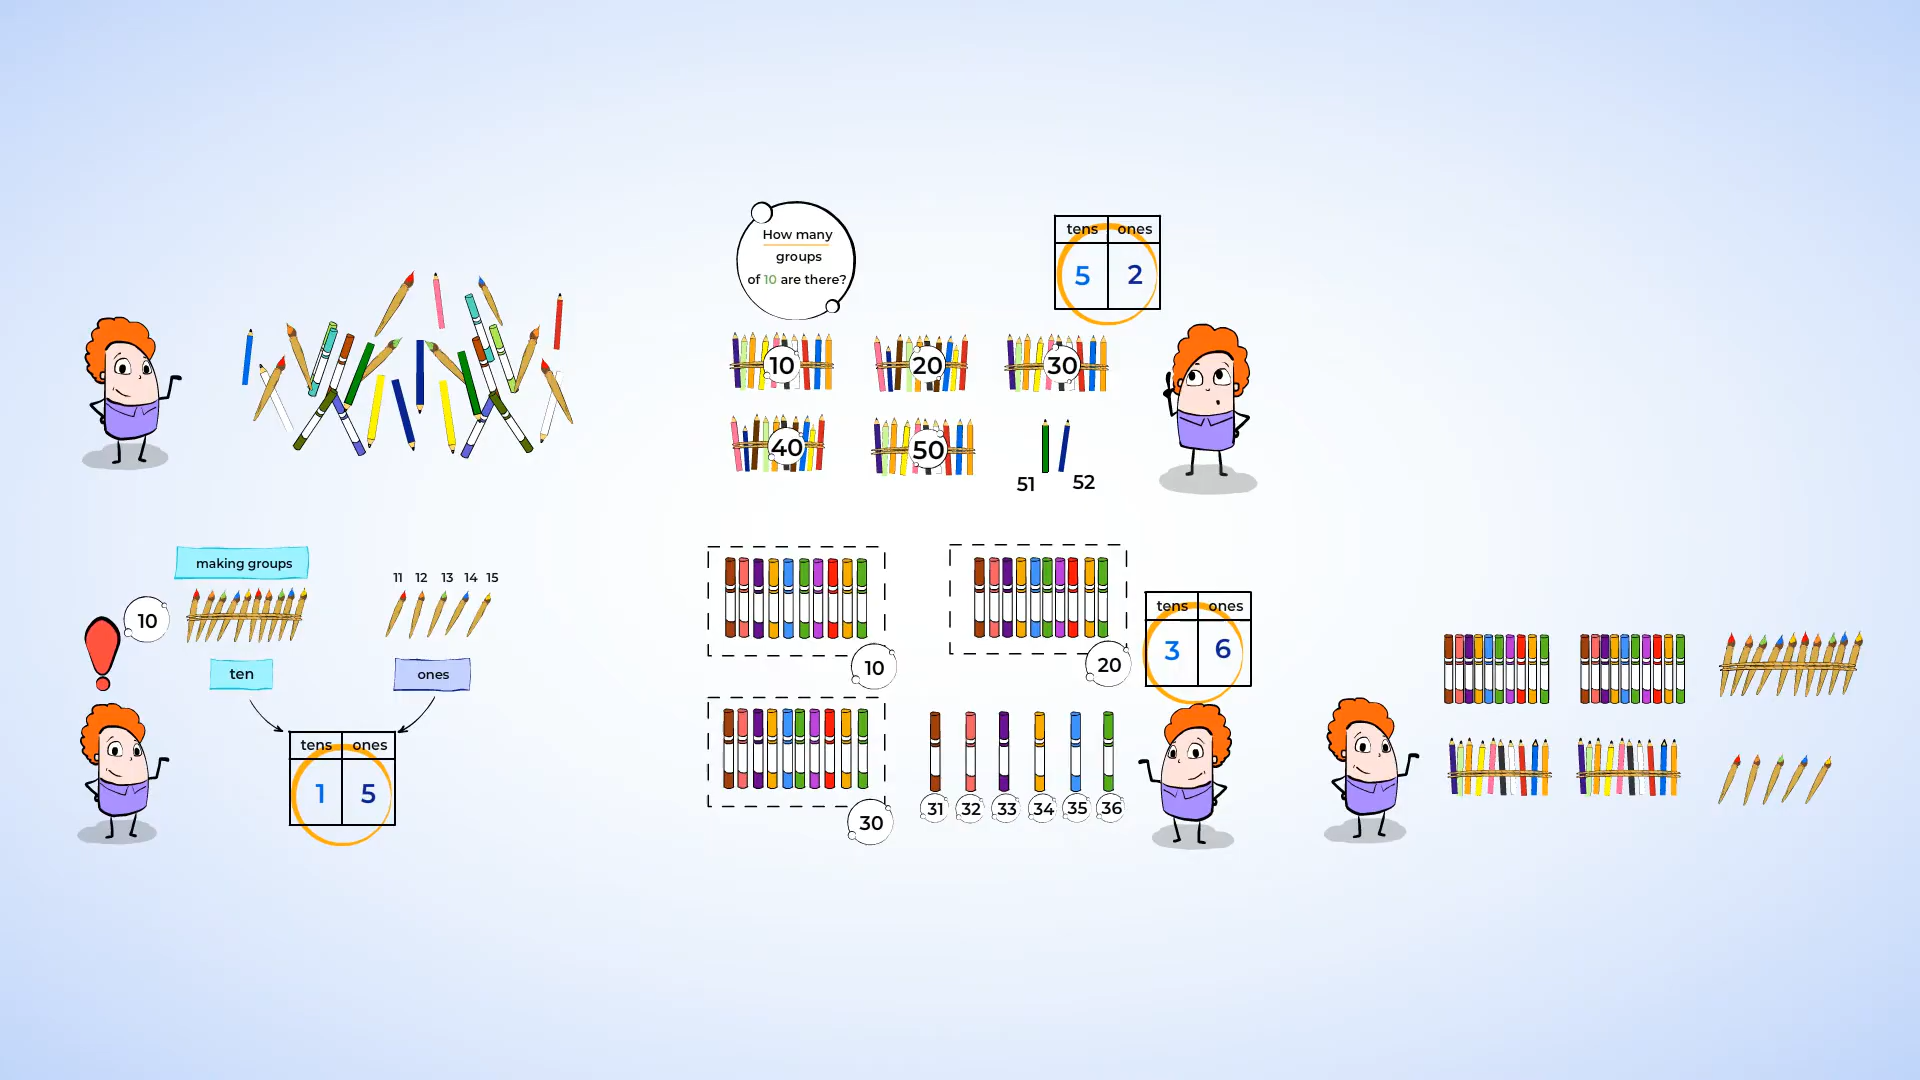 How many
groups
of 10 are there?
tens ones
5 2
10 20 30
40 50
51 52
making groups
10
11 12 13 14 15
ten ones
tens ones
1 5
10 20
tens ones
3 6
30
31 32 33 34 35 36